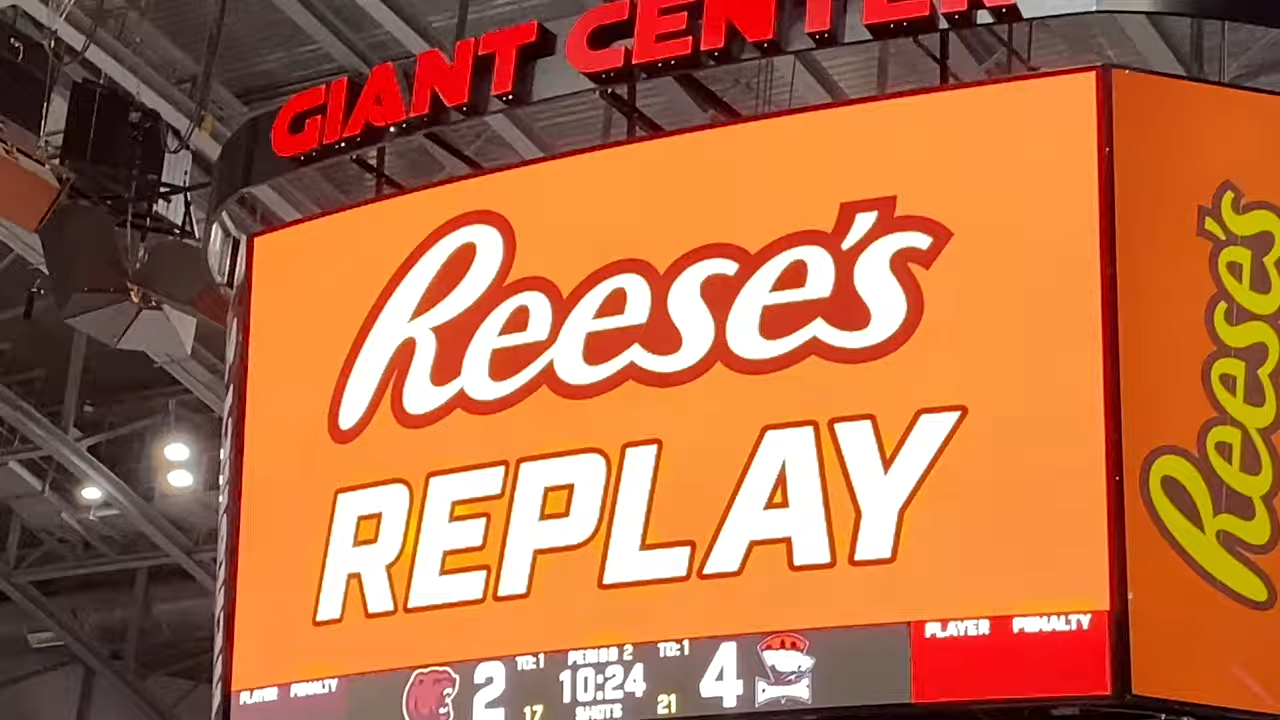 GIANT CENTER
Reese's
REPLAY
Reese's
PLAYER PENALTY
2 TO:1 PERIOD 2 TO:1 4
10:24
17 SHOTS 21
PLAYER PENALTY